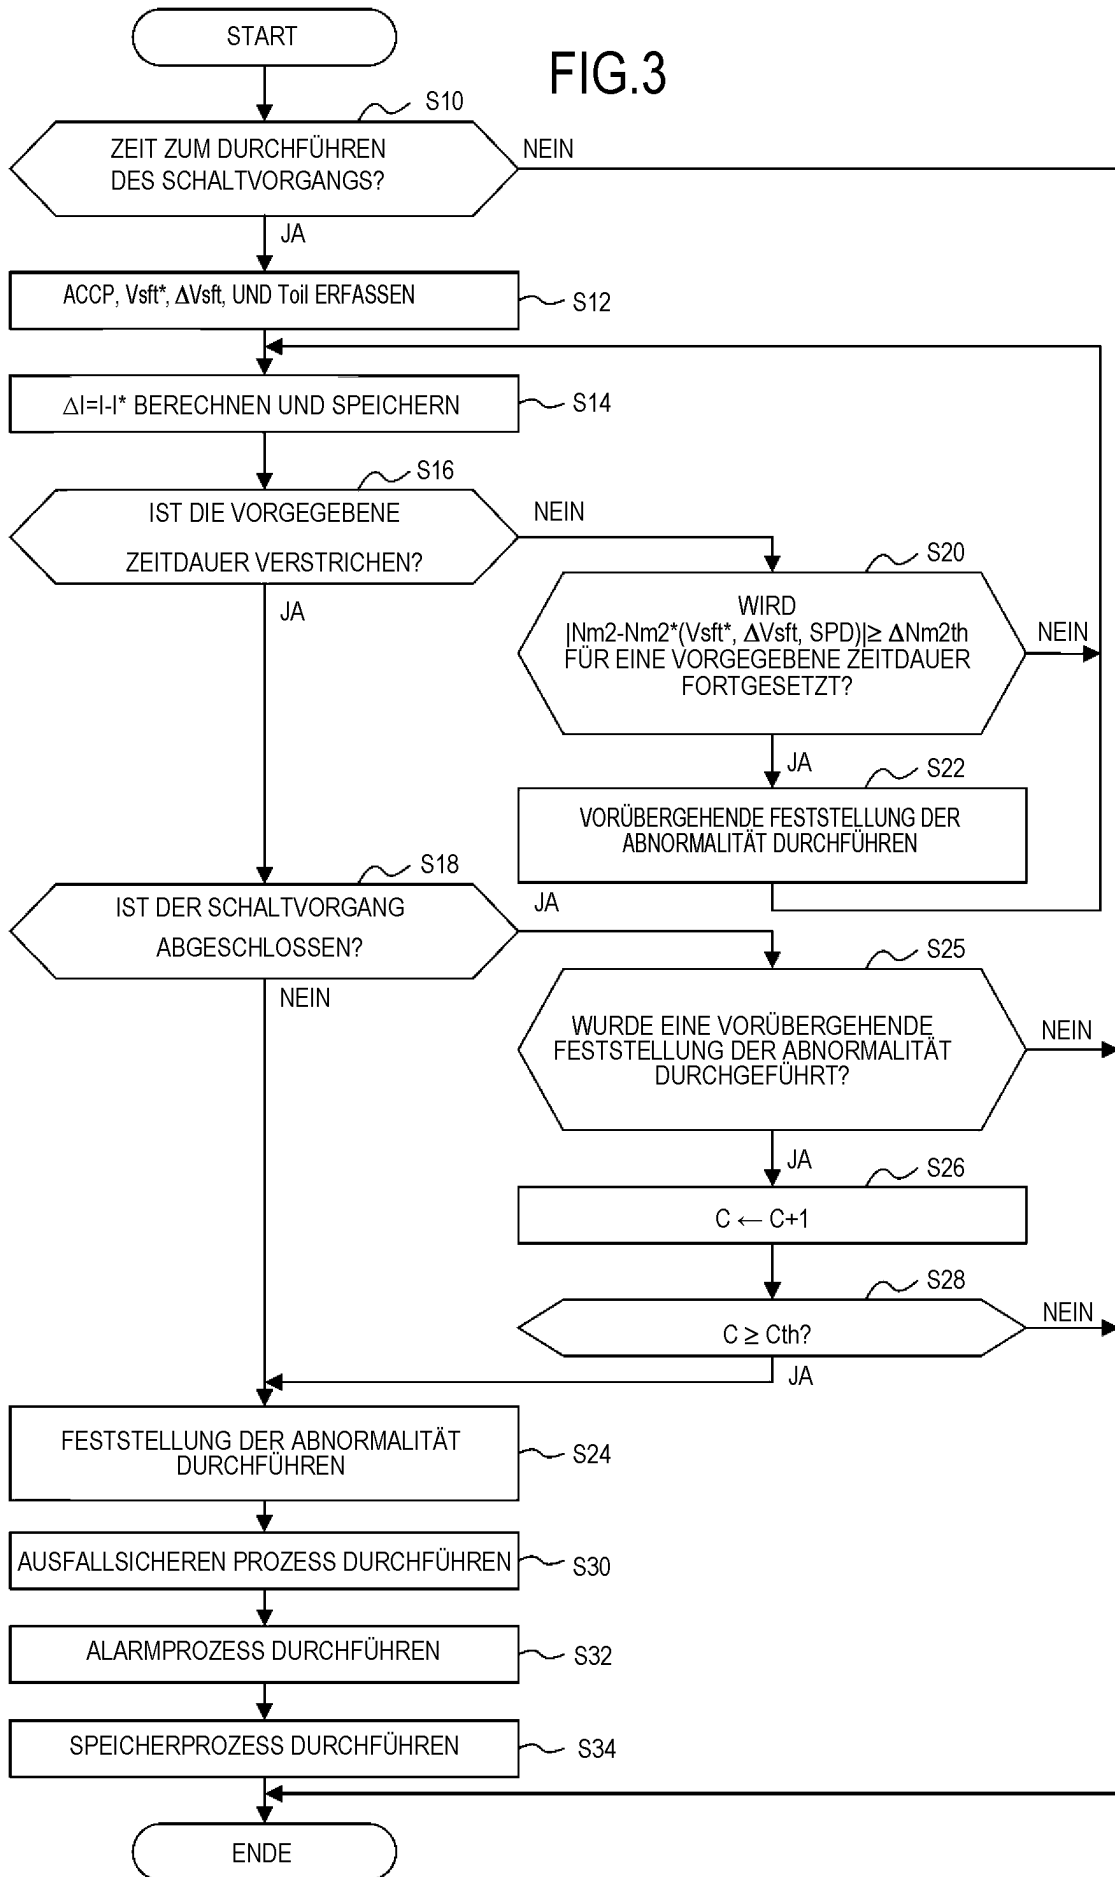 START
FIG.3
S10
ZEIT ZUM DURCHFÜHREN
DES SCHALTVORGANGS?
NEIN
JA
ACCP, Vsft*, ΔVsft, UND Toil ERFASSEN
S12
ΔI=I-I* BERECHNEN UND SPEICHERN
S14
S16
IST DIE VORGEGEBENE
ZEITDAUER VERSTRICHEN?
NEIN
JA
S20
WIRD
|Nm2-Nm2*(Vsft*, ΔVsft, SPD)|≥ ΔNm2th
FÜR EINE VORGEGEBENE ZEITDAUER
FORTGESETZT?
NEIN
JA
S22
VORÜBERGEHENDE FESTSTELLUNG DER
ABNORMALITÄT DURCHFÜHREN
S18
IST DER SCHALTVORGANG
ABGESCHLOSSEN?
JA
NEIN
S25
WURDE EINE VORÜBERGEHENDE
FESTSTELLUNG DER ABNORMALITÄT
DURCHGEFÜHRT?
NEIN
JA
S26
C ← C+1
S28
C ≥ Cth?
NEIN
JA
FESTSTELLUNG DER ABNORMALITÄT
DURCHFÜHREN
S24
AUSFALLSICHEREN PROZESS DURCHFÜHREN
S30
ALARMPROZESS DURCHFÜHREN
S32
SPEICHERPROZESS DURCHFÜHREN
S34
ENDE